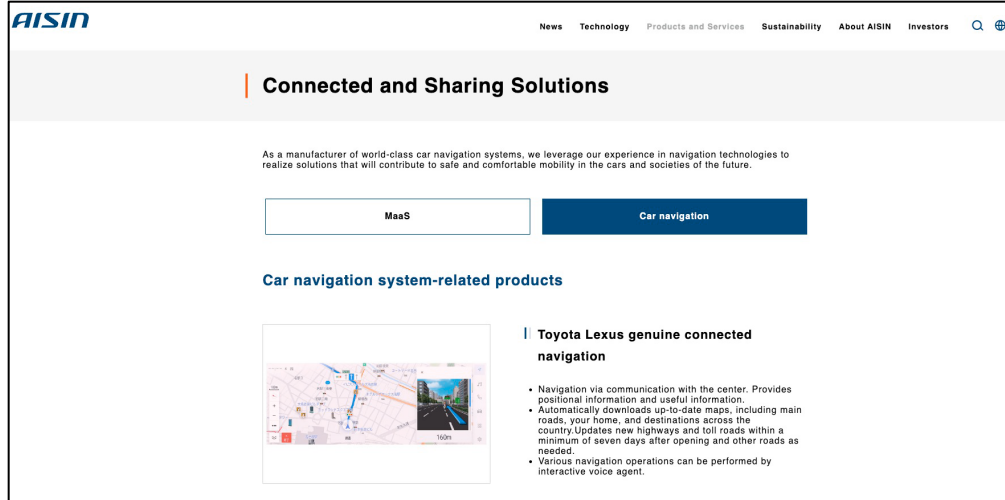 AISIN
News Technology Products and Services Sustainability About AISIN Investors
Connected and Sharing Solutions
As a manufacturer of world-class car navigation systems, we leverage our experience in navigation technologies to
realize solutions that will contribute to safe and comfortable mobility in the cars and societies of the future.
MaaS
Car navigation
Car navigation system-related products
160m
Toyota Lexus genuine connected
navigation
• Navigation via communication with the center. Provides
positional information and useful information.
• Automatically downloads up-to-date maps, including main
roads, your home, and destinations across the
country.Updates new highways and toll roads within a
minimum of seven days after opening and other roads as
needed.
• Various navigation operations can be performed by
interactive voice agent.